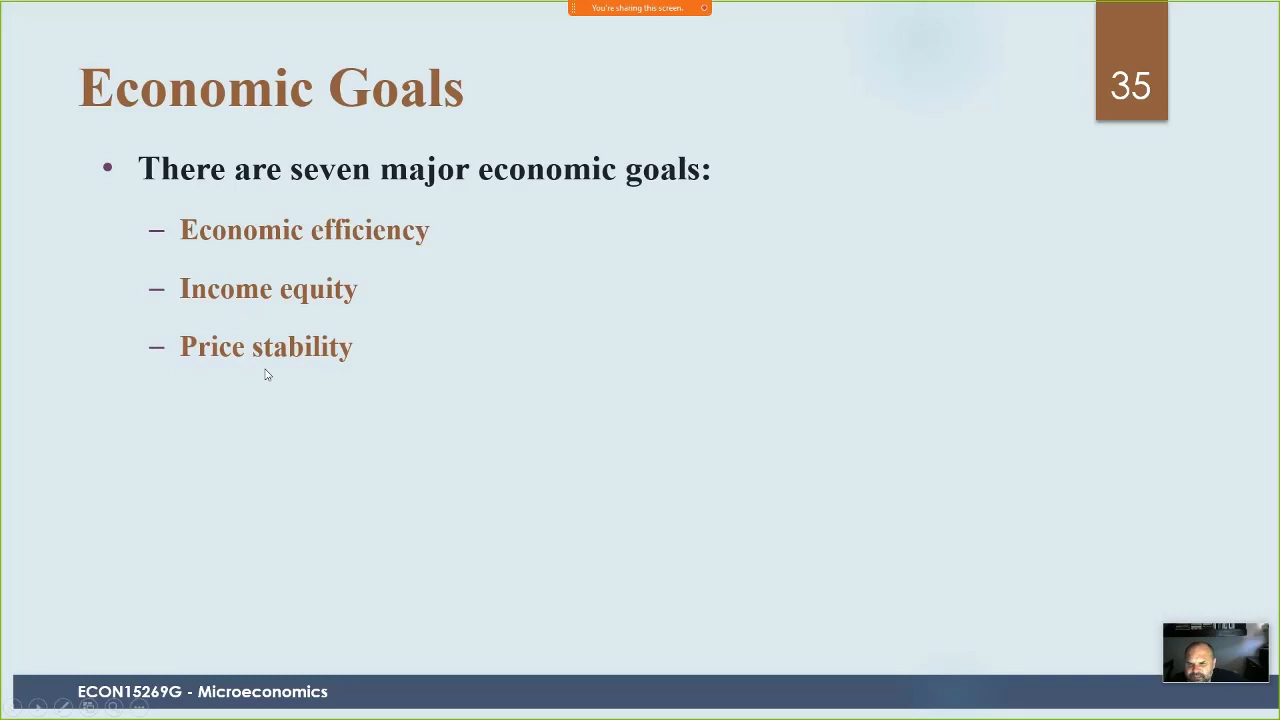 You're sharing this screen.
Economic Goals
35
• There are seven major economic goals:
– Economic efficiency
– Income equity
– Price stability
ECON15269G - Microeconomics